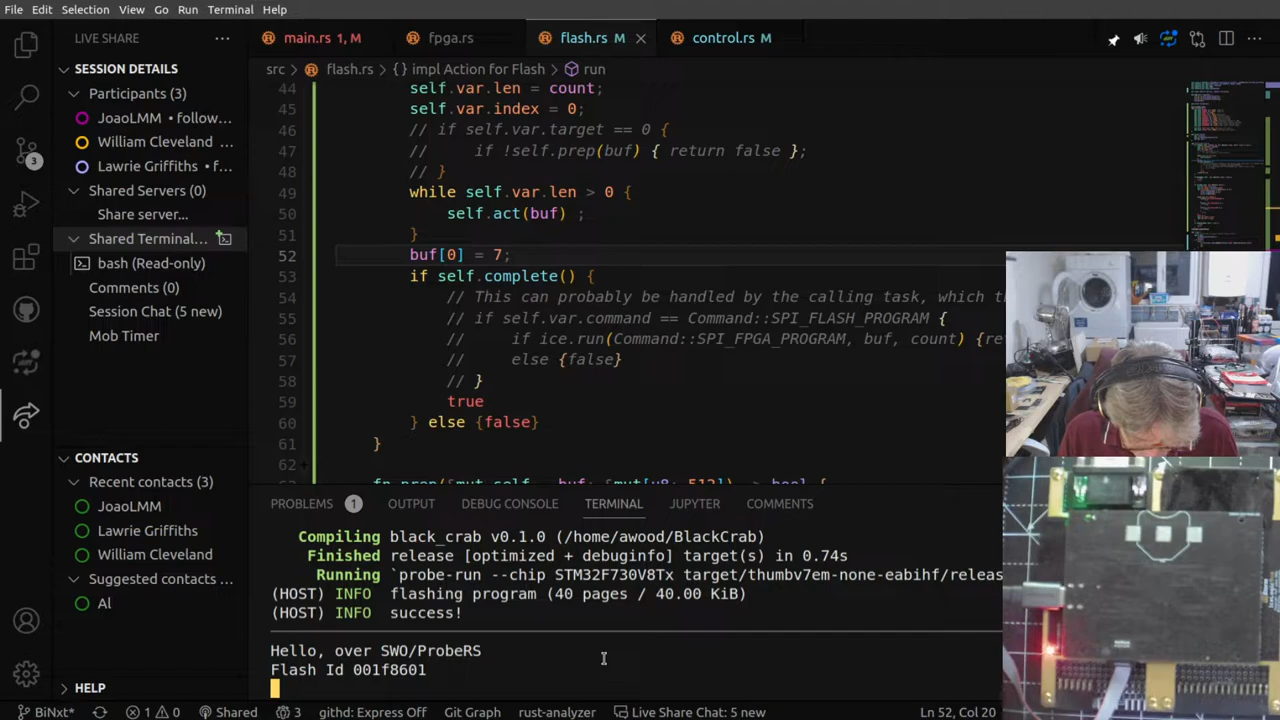 File Edit Selection View Go Run Terminal Help
LIVE SHARE
main.rs 1, M
fpga.rs
flash.rs M
control.rs M
SESSION DETAILS
src > flash.rs > {} impl Action for Flash > run
Participants (3)
JoaoLMM • follow...
William Cleveland ...
Lawrie Griffiths • f...
Shared Servers (0)
Share server...
Shared Terminal...
bash (Read-only)
Comments (0)
Session Chat (5 new)
Mob Timer
3
CONTACTS
Recent contacts (3)
JoaoLMM
Lawrie Griffiths
William Cleveland
Suggested contacts ...
Al
HELP
44 self.var.len = count;
45 self.var.index = 0;
46 // if self.var.target == 0 {
47 //     if !self.prep(buf) { return false };
48 // }
49 while self.var.len > 0 {
50     self.act(buf) ;
51 }
52 buf[0] = 7;
53 if self.complete() {
54     // This can probably be handled by the calling task, which
55     // if self.var.command == Command::SPI_FLASH_PROGRAM {
56     //     if ice.run(Command::SPI_FPGA_PROGRAM, buf, count) {
57     //     else {false}
58     // }
59     true
60 } else {false}
61 }
62
PROBLEMS 1 OUTPUT DEBUG CONSOLE TERMINAL JUPYTER COMMENTS
Compiling black_crab v0.1.0 (/home/awood/BlackCrab)
Finished release [optimized + debuginfo] target(s) in 0.74s
Running `probe-run --chip STM32F730V8Tx target/thumbv7em-none-eabihf/releas
(HOST) INFO flashing program (40 pages / 40.00 KiB)
(HOST) INFO success!
Hello, over SWO/ProbeRS
Flash Id 001f8601
BiNxt* 1 0 Shared 3 githd: Express Off Git Graph rust-analyzer Live Share Chat: 5 new Ln 52, Col 20